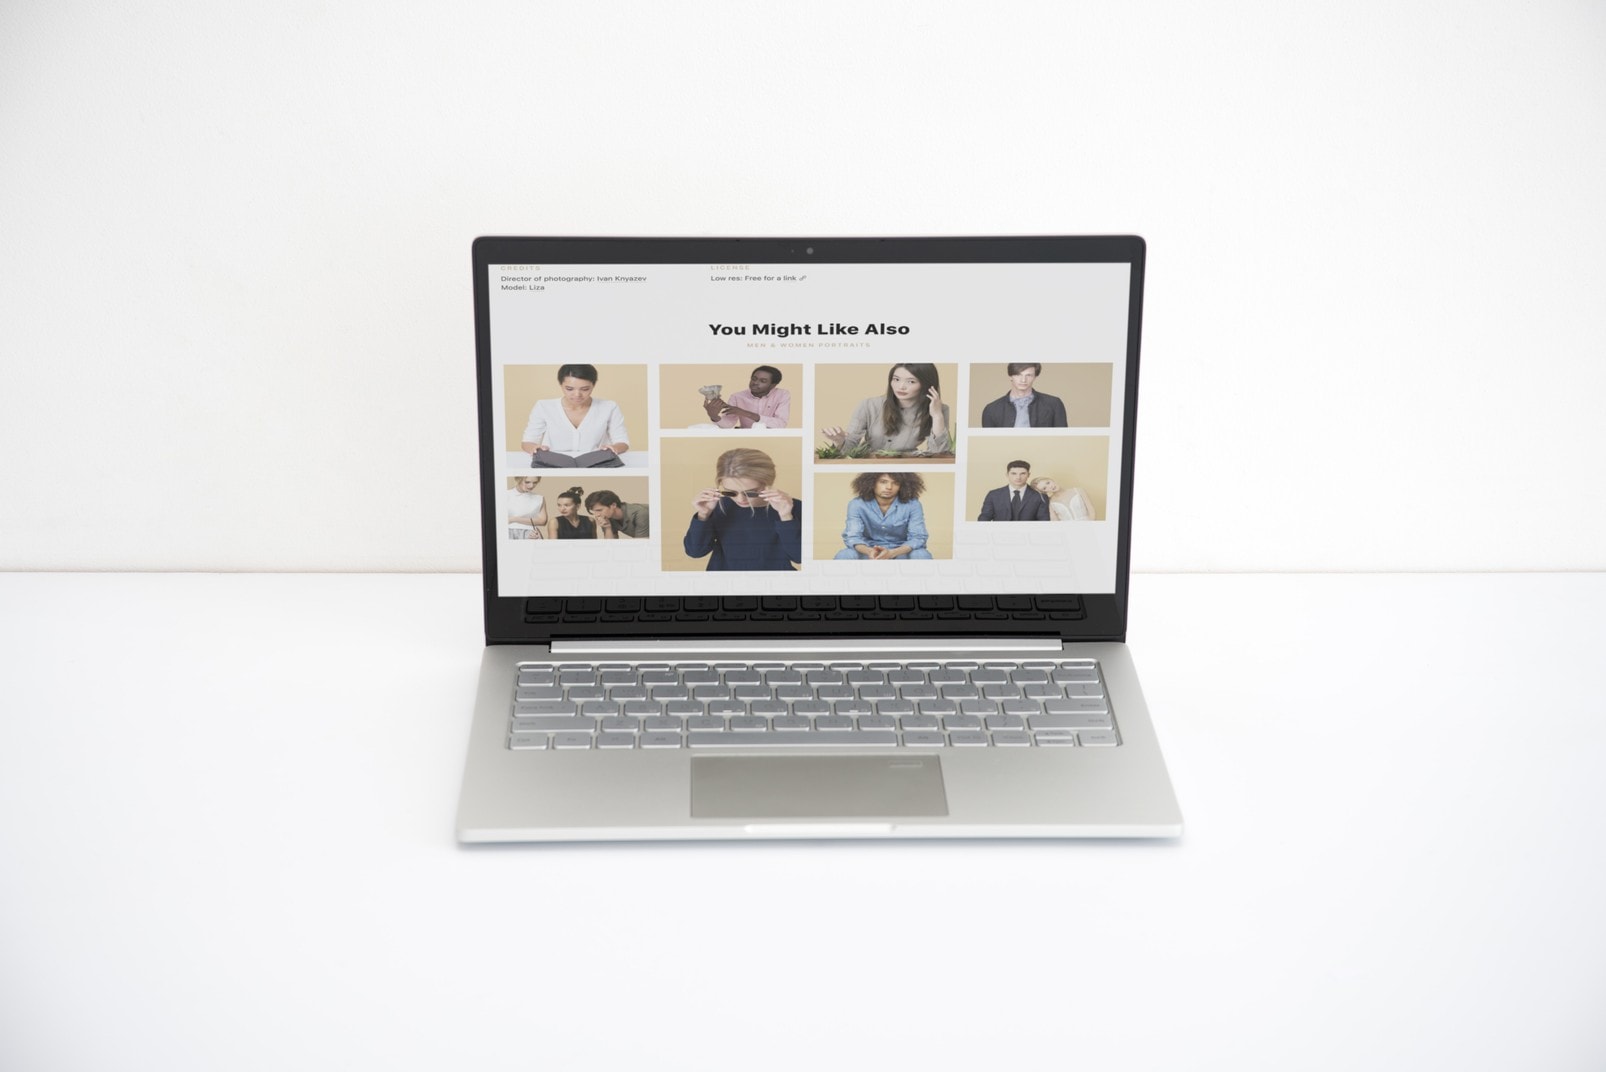 CREDITS
Director of photography: Ivan Knyazev
Model: Liza
LICENSE
Low res: Free for a link
You Might Like Also
MEN & WOMEN PORTRAITS